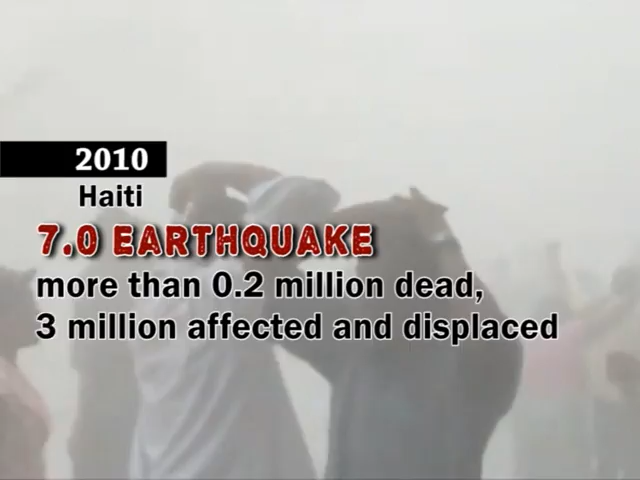 2010
Haiti
7.0 EARTHQUAKE
more than 0.2 million dead,
3 million affected and displaced